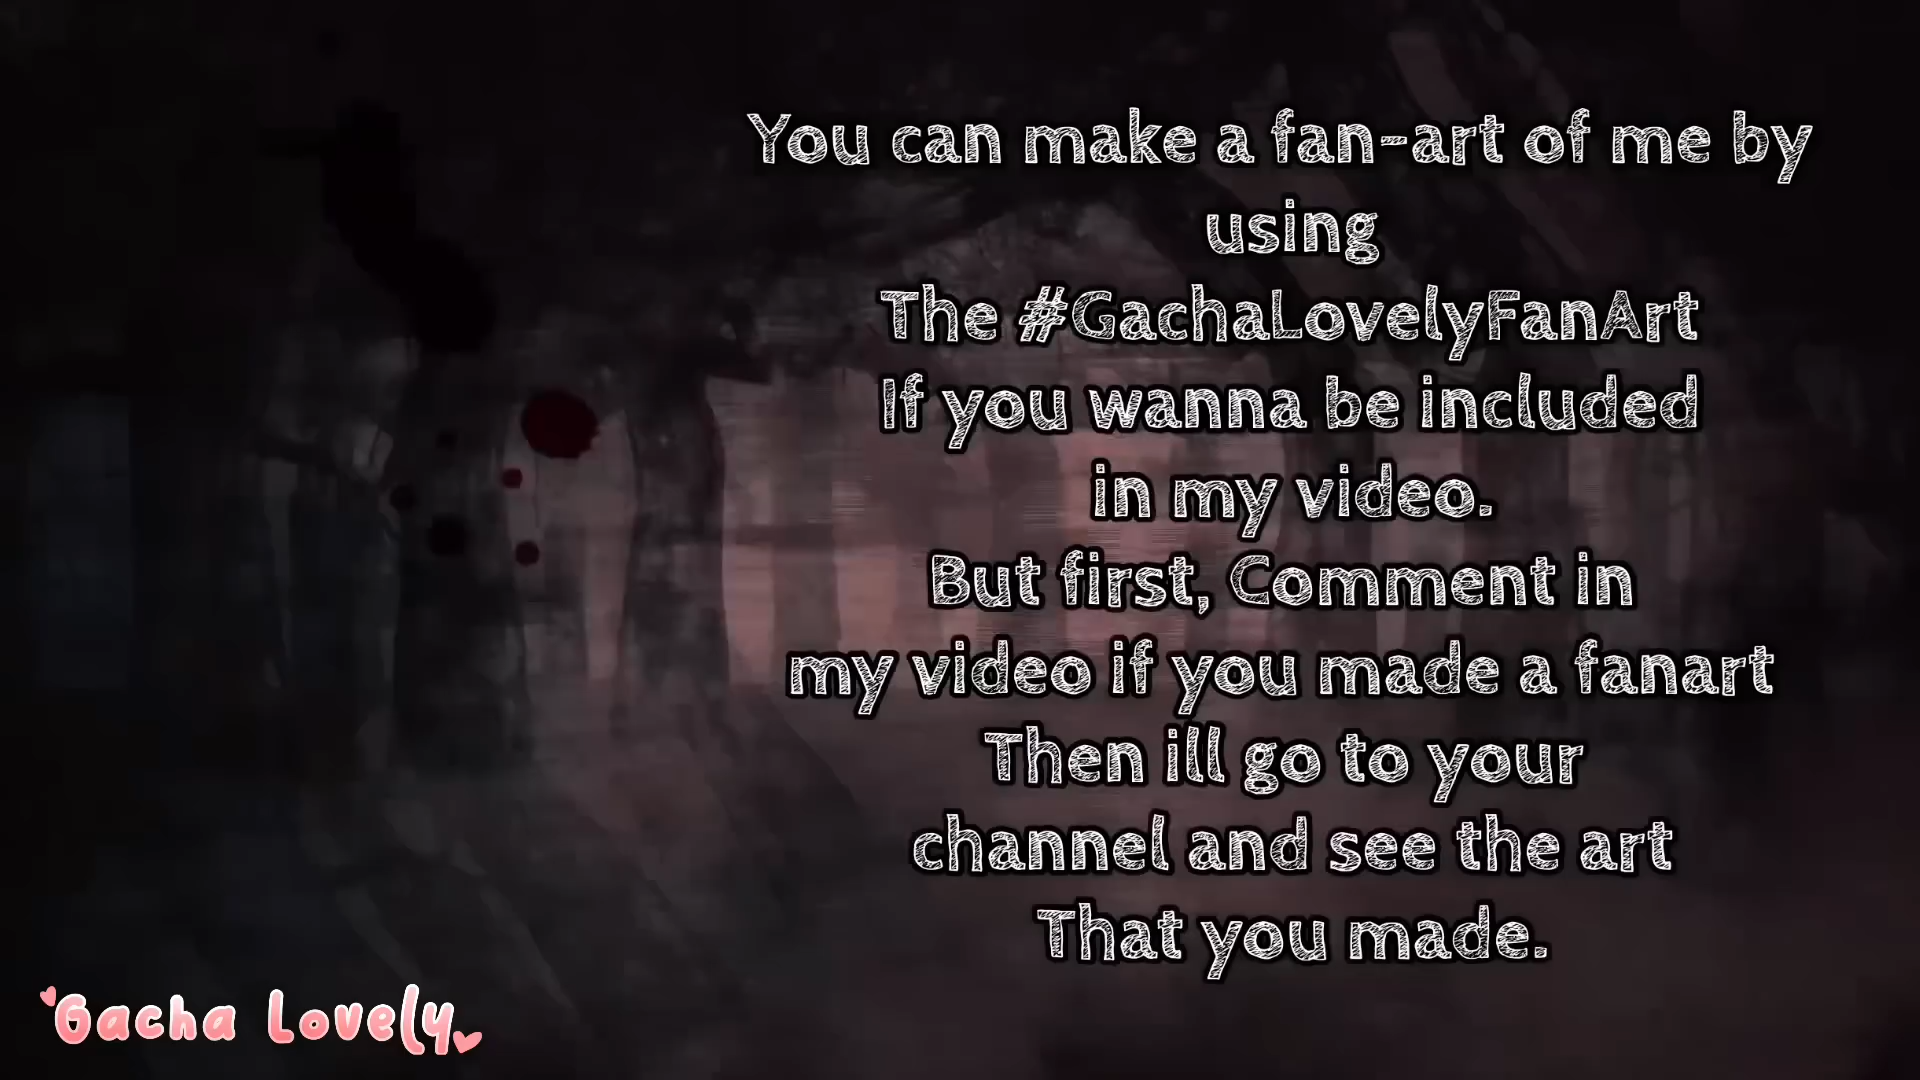 You can make a fan-art of me by
using
The #GachaLovelyFanArt
If you wanna be included
in my video.
But first, Comment in
my video if you made a fanart
Then ill go to your
channel and see the art
That you made.
Gacha Lovely